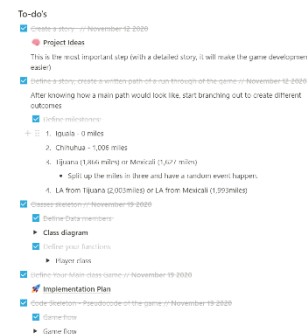 To-do's
Create a story // November 12 2020
🧠 Project Ideas
This is the most important step (with a detailed story, it will make the game development
easier)
Define a story, create a written path of a run through of the game // November 12 2020
After knowing how a main path would look like, start branching out to create different
outcomes
Define milestones:
1. Iguala - 0 miles
2. Chihuhua - 1,006 miles
3. Tijuana (1,866 miles) or Mexicali (1,627 miles)
Split up the miles in three and have a random event happen.
4. LA from Tijuana (2,003miles) or LA from Mexicali (1,993miles)
Classes skeleton // November 19 2020
Define Data members
Class diagram
Define your functions
Player class
Define Your Main class game // November 19 2020
🚀 Implementation Plan
Code Skeleton - Pseudocode of the game // November 19 2020
Game flow
Game flow